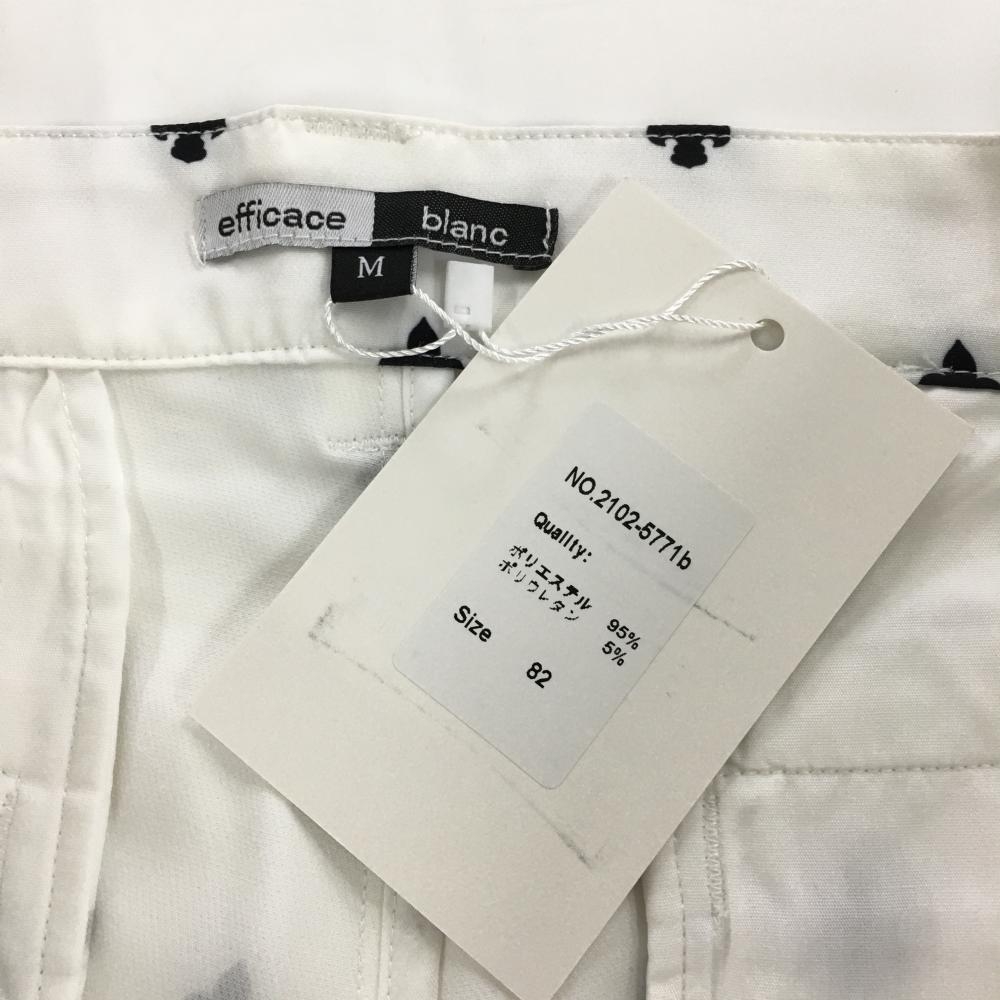 efficace blanc
M
NO.2102-5771b
Quality:
ポリエステル 95%
ポリウレタン 5%
Size 82